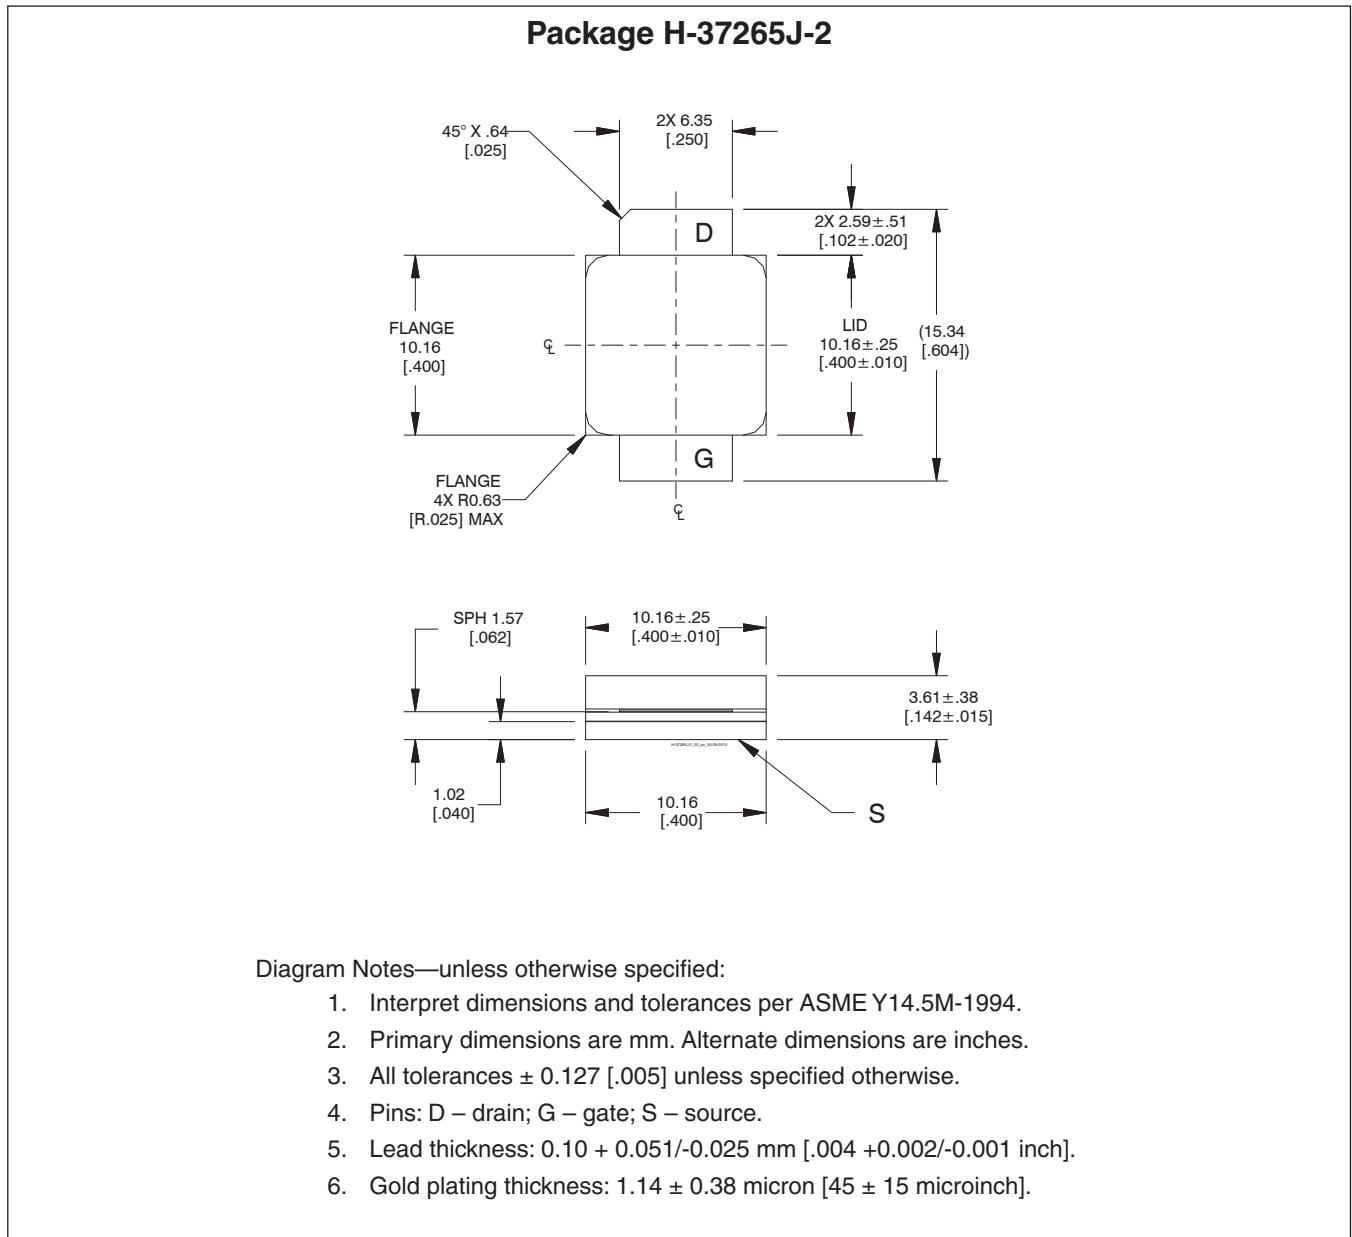 Package H-37265J-2
45° X .64
[.025]
2X 6.35
[.250]
D
2X 2.59±.51
[.102±.020]
FLANGE
10.16
[.400]
LID
10.16±.25
[.400±.010]
(15.34
[.604])
℄
G
FLANGE
4X R0.63
[R.025] MAX
℄
SPH 1.57
[.062]
10.16±.25
[.400±.010]
3.61±.38
[.142±.015]
1.02
[.040]
10.16
[.400]
S
Diagram Notes—unless otherwise specified:
1. Interpret dimensions and tolerances per ASME Y14.5M-1994.
2. Primary dimensions are mm. Alternate dimensions are inches.
3. All tolerances ± 0.127 [.005] unless specified otherwise.
4. Pins: D – drain; G – gate; S – source.
5. Lead thickness: 0.10 + 0.051/-0.025 mm [.004 +0.002/-0.001 inch].
6. Gold plating thickness: 1.14 ± 0.38 micron [45 ± 15 microinch].